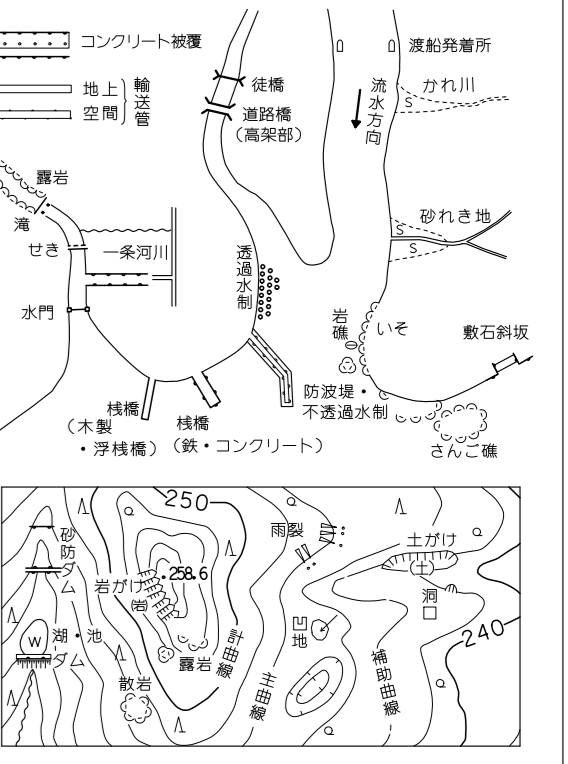 コンクリート被覆
地上
空間
輸送管
渡船発着所
徒橋
道路橋
(高架部)
流水方向
かれ川
S
露岩
滝
せき
一条河川
砂れき地
S
S
透過水制
水門
岩礁
いそ
敷石斜坂
防波堤・
不透過水制
桟橋
(木製
・浮桟橋)
桟橋
(鉄・コンクリート)
さんご礁
250
雨裂
土がけ
(土)
砂防ダム
岩がけ
(岩)
258.6
洞口
W
湖・池
ダム
凹地
240
露岩
計曲線
主曲線
補助曲線
散岩